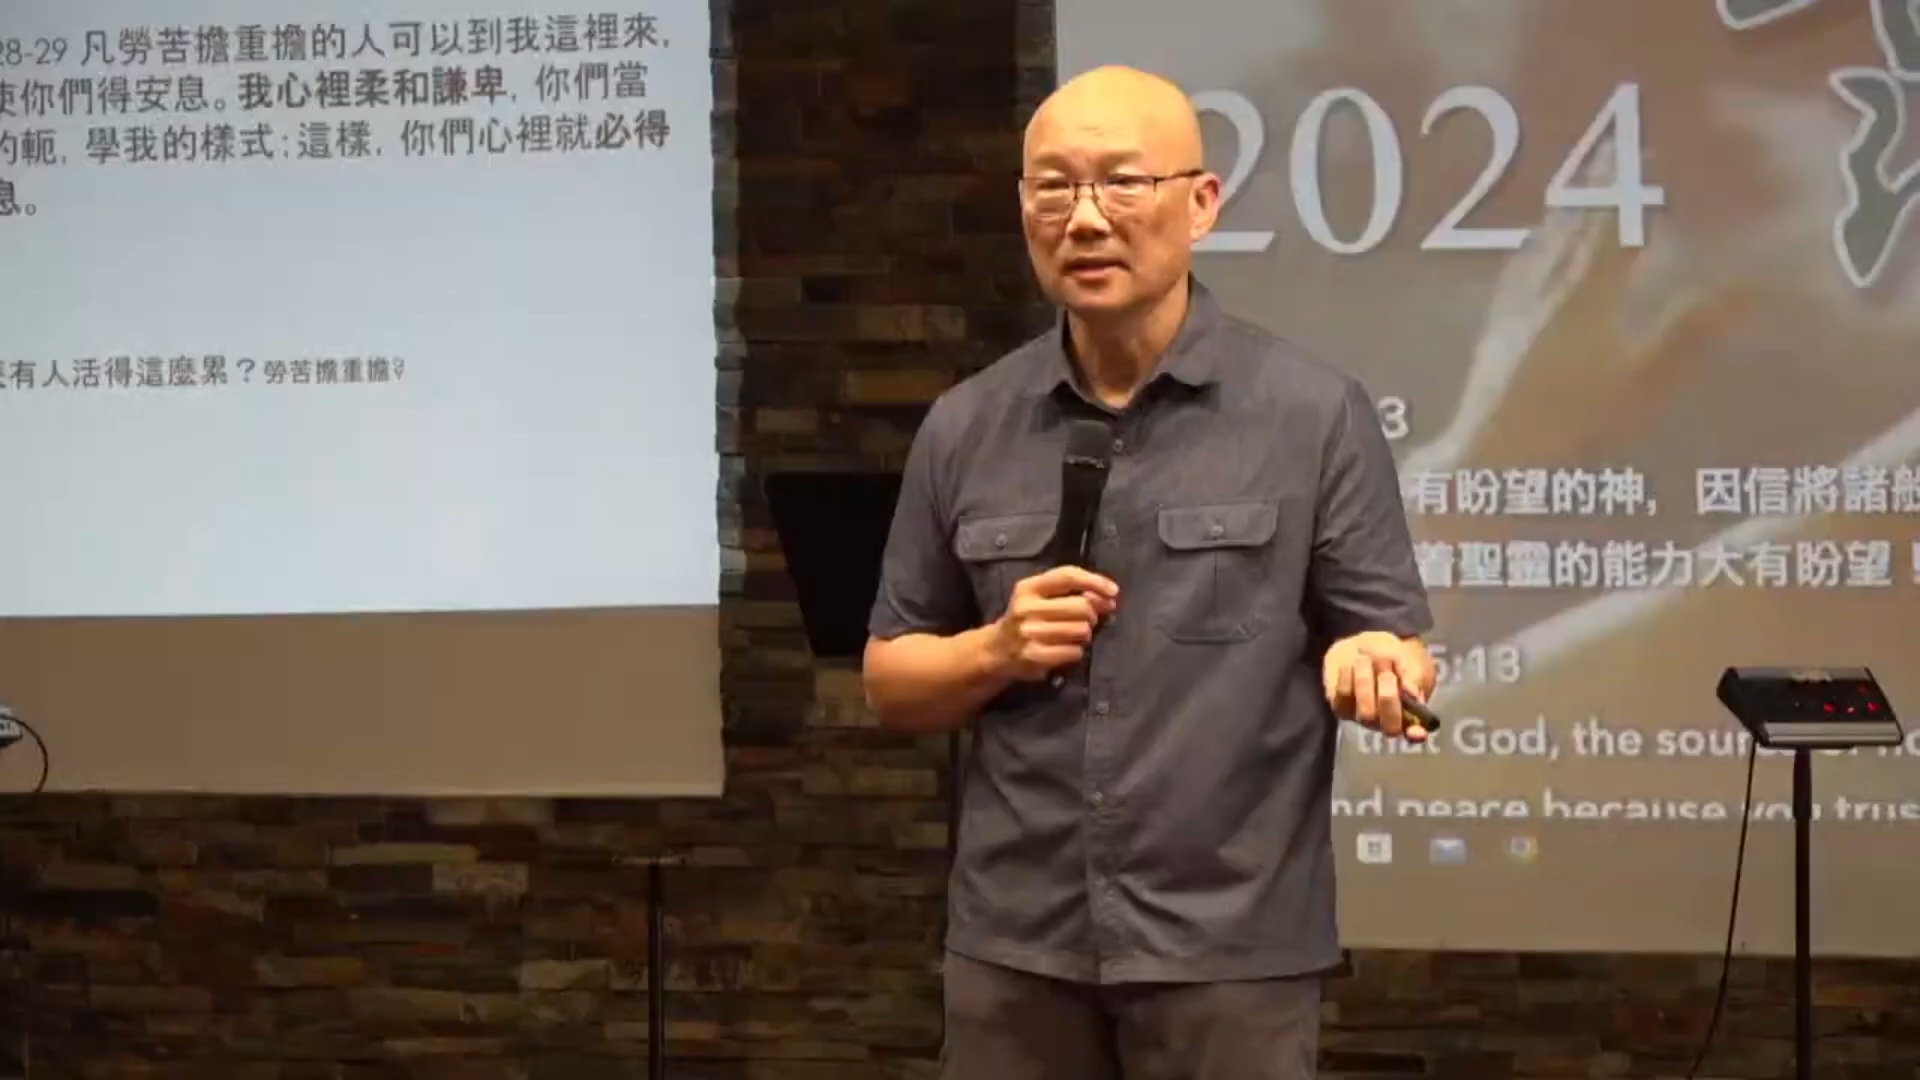 28-29 凡勞苦擔重擔的人可以到我這裡來,
使你們得安息。我心裡柔和謙卑, 你們當
的軛, 學我的樣式;這樣, 你們心裡就必得
息。
有人活得這麼累?勞苦擔重擔?
2024
3
有盼望的神, 因信將諸般
着聖靈的能力大有盼望!
5:13
that God, the sour
nd peace because you trus